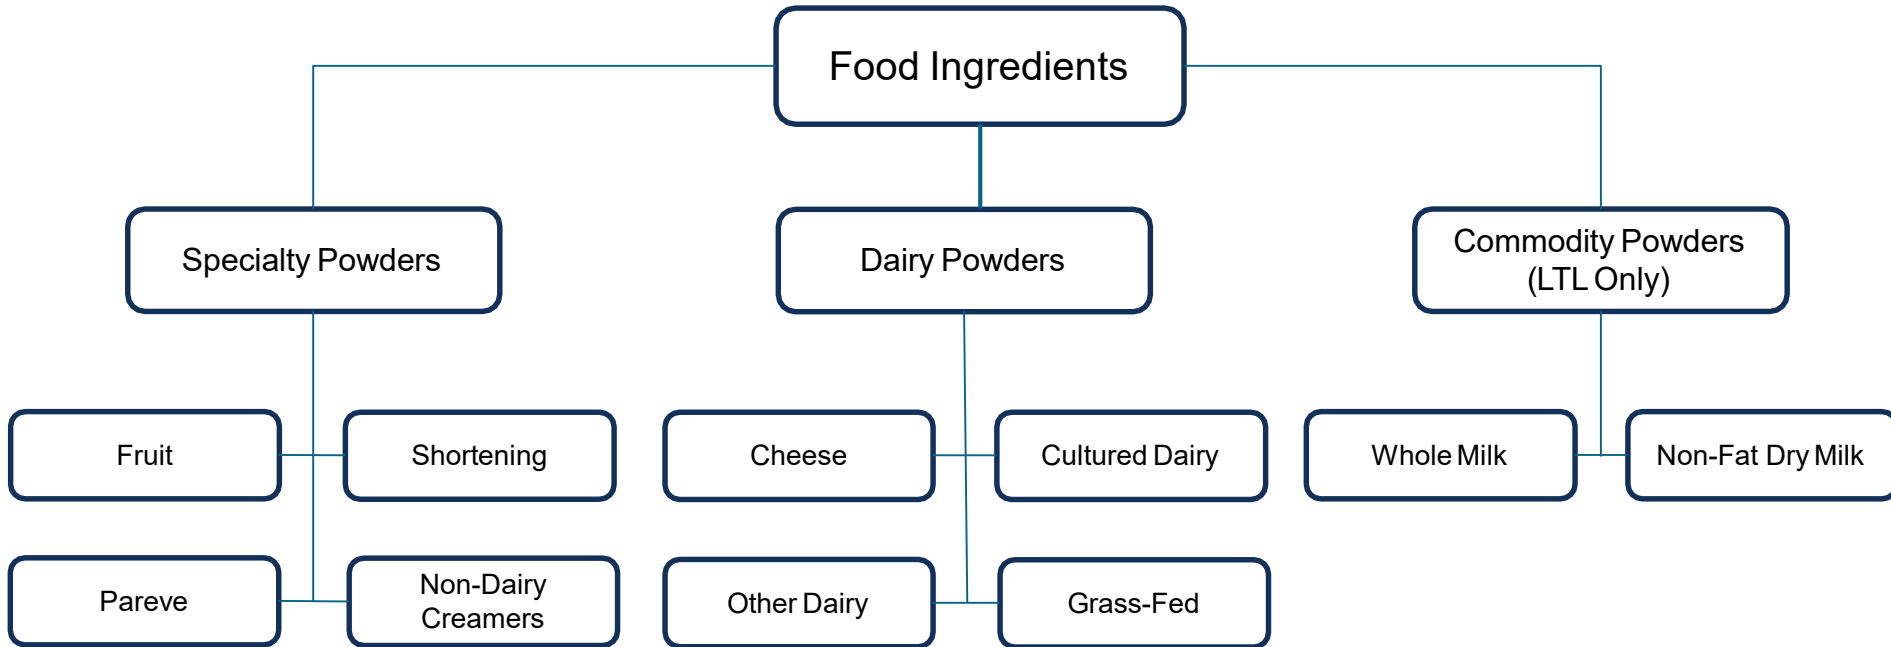 Food Ingredients
Specialty Powders
Dairy Powders
Commodity Powders
(LTL Only)
Fruit
Shortening
Cheese
Cultured Dairy
Whole Milk
Non-Fat Dry Milk
Pareve
Non-Dairy
Creamers
Other Dairy
Grass-Fed